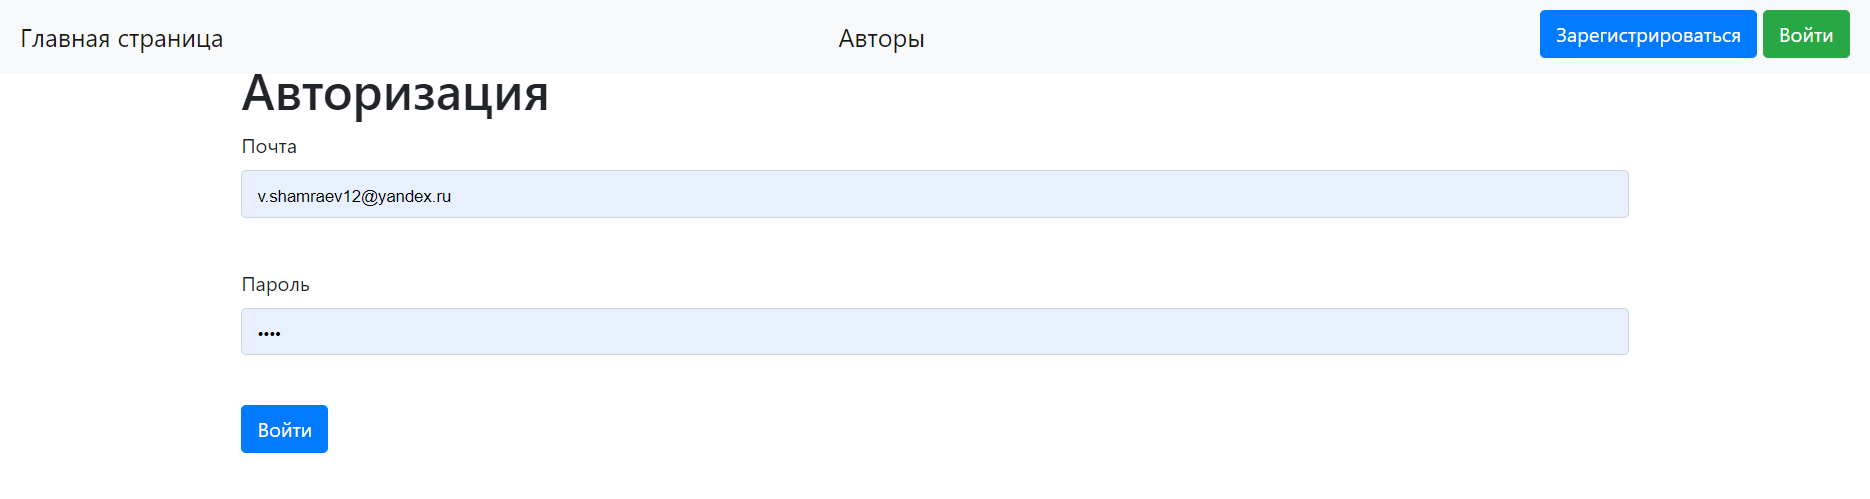 Главная страница Авторы Зарегистрироваться Войти
Авторизация
Почта
v.shamraev12@yandex.ru
Пароль
••••
Войти